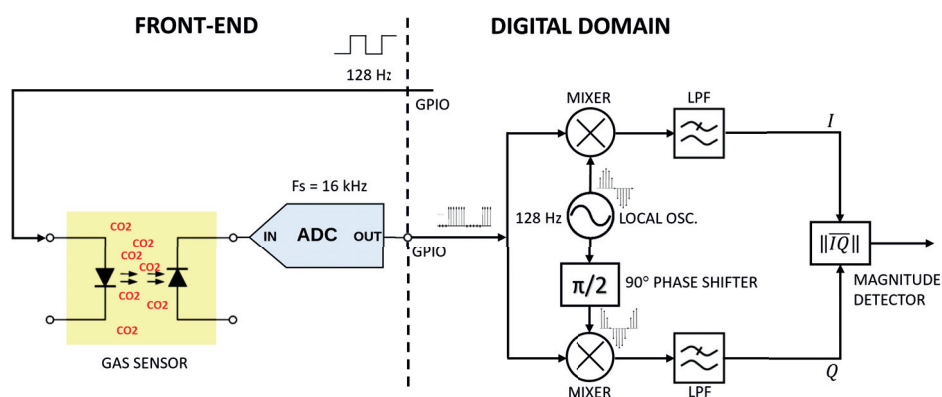 FRONT-END
DIGITAL DOMAIN
128 Hz
GPIO
MIXER
LPF
I
Fs = 16 kHz
CO2
CO2
CO2
CO2
CO2
CO2
CO2
IN
ADC
OUT
GPIO
128 Hz
LOCAL OSC.
π/2
90° PHASE SHIFTER
‖IQ‖
MAGNITUDE
DETECTOR
GAS SENSOR
MIXER
LPF
Q